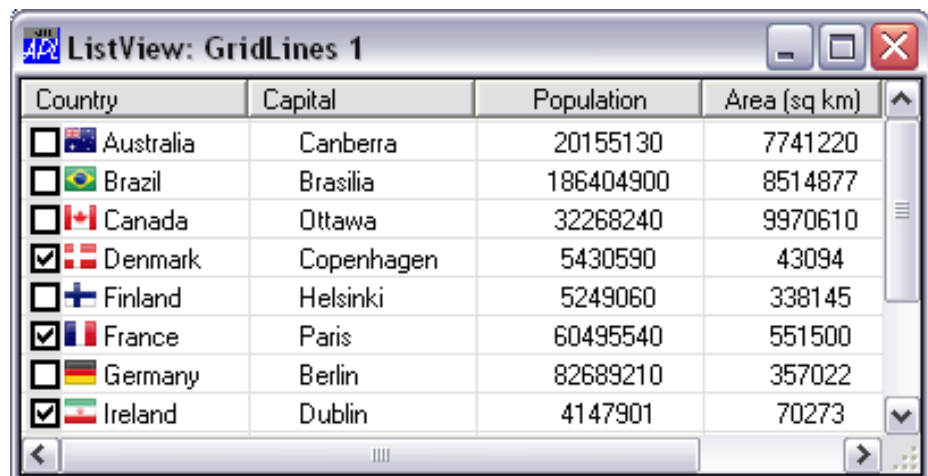 APL ListView: GridLines 1
Country Capital Population Area (sq km)
Australia Canberra 20155130 7741220
Brazil Brasilia 186404900 8514877
Canada Ottawa 32268240 9970610
Denmark Copenhagen 5430590 43094
Finland Helsinki 5249060 338145
France Paris 60495540 551500
Germany Berlin 82689210 357022
Ireland Dublin 4147901 70273